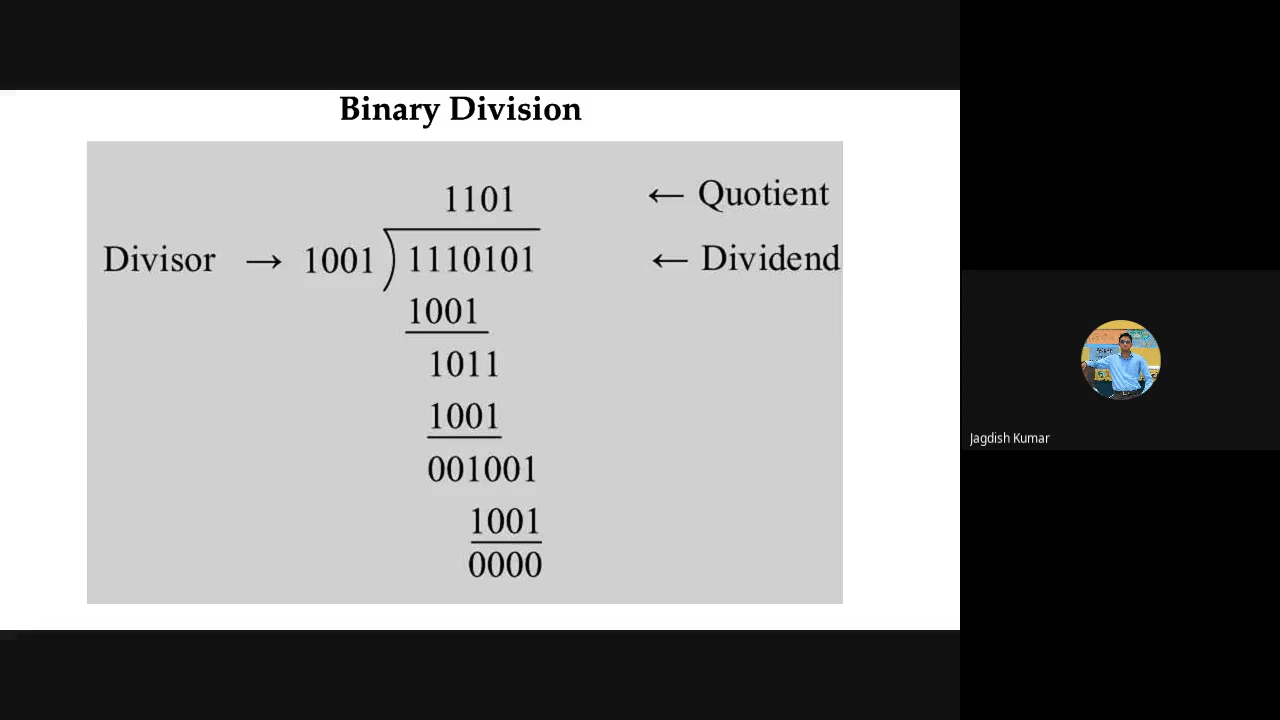 Binary Division
1101 ← Quotient
Divisor → 1001 ) 1110101 ← Dividend
1001
1011
1001
001001
1001
0000
Jagdish Kumar